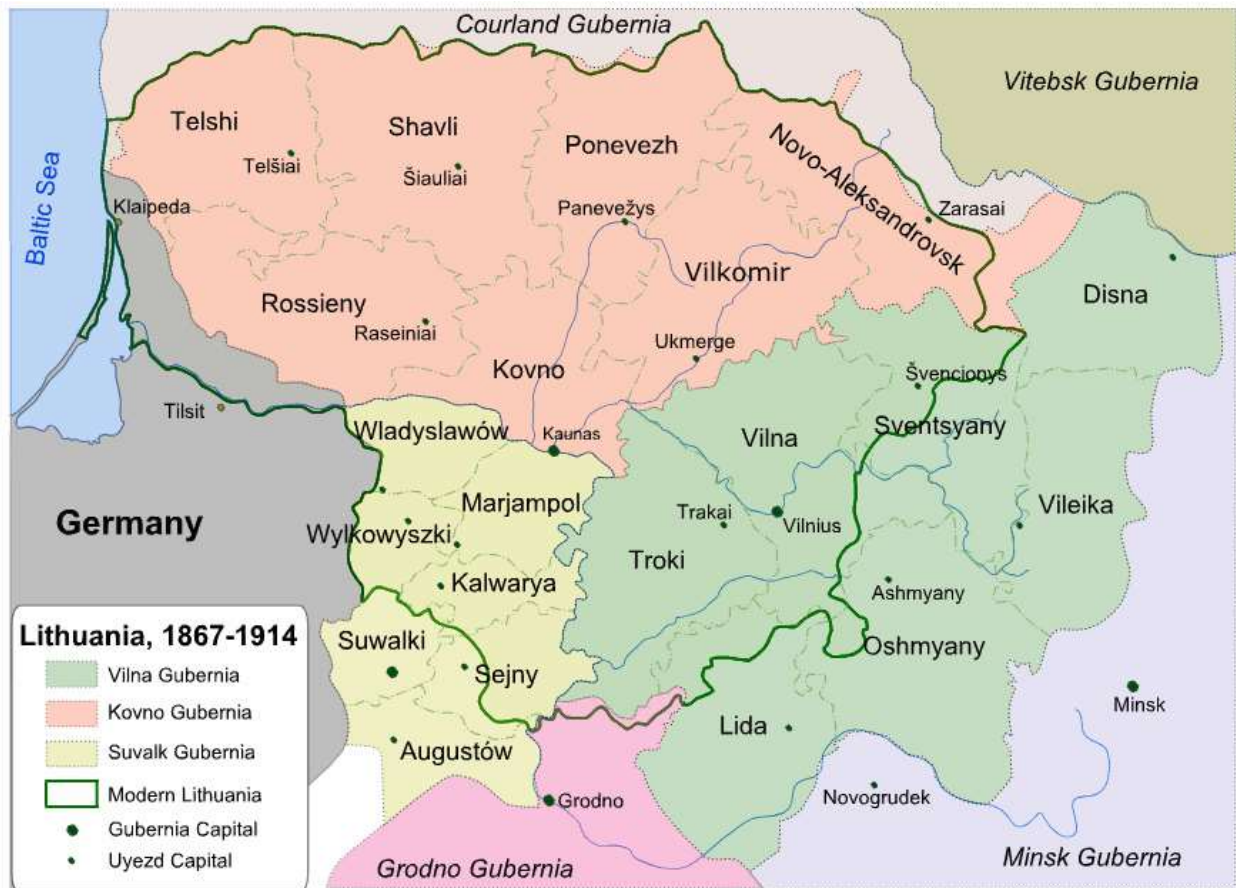 Courland Gubernia
Vitebsk Gubernia
Baltic Sea
Telshi
Shavli
Ponevezh
Novo-Aleksandrovsk
Telšiai
Šiauliai
Klaipeda
Panevežys
Zarasai
Disna
Rossieny
Vilkomir
Raseiniai
Kovno
Ukmerge
Švencionys
Tilsit
Wladyslawów
Kaunas
Vilna
Sventsyany
Germany
Marjampol
Trakai
Vilnius
Vileika
Wylkowyszki
Troki
Kalwarya
Ashmyany
Suwalki
Sejny
Oshmyany
Minsk
Augustów
Lida
Grodno
Novogrudek
Grodno Gubernia
Minsk Gubernia
Lithuania, 1867-1914
Vilna Gubernia
Kovno Gubernia
Suvalk Gubernia
Modern Lithuania
Gubernia Capital
Uyezd Capital